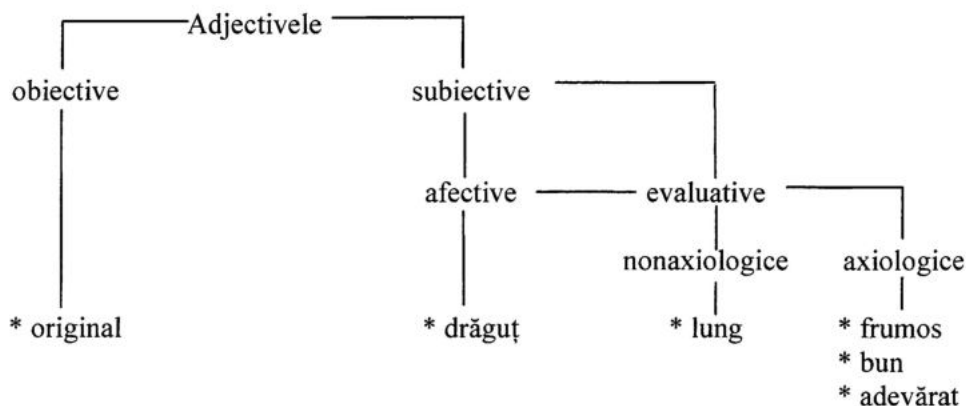 Adjectivele
obiective subiective
afective evaluative
nonaxiologice axiologice
* original * drăguț * lung * frumos
* bun
* adevărat